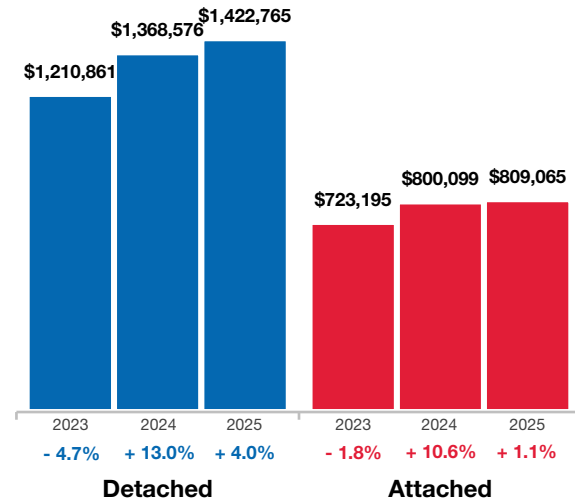 $1,210,861 $1,368,576 $1,422,765
$723,195 $800,099 $809,065
2023 2024 2025 2023 2024 2025
- 4.7% + 13.0% + 4.0% - 1.8% + 10.6% + 1.1%
Detached Attached